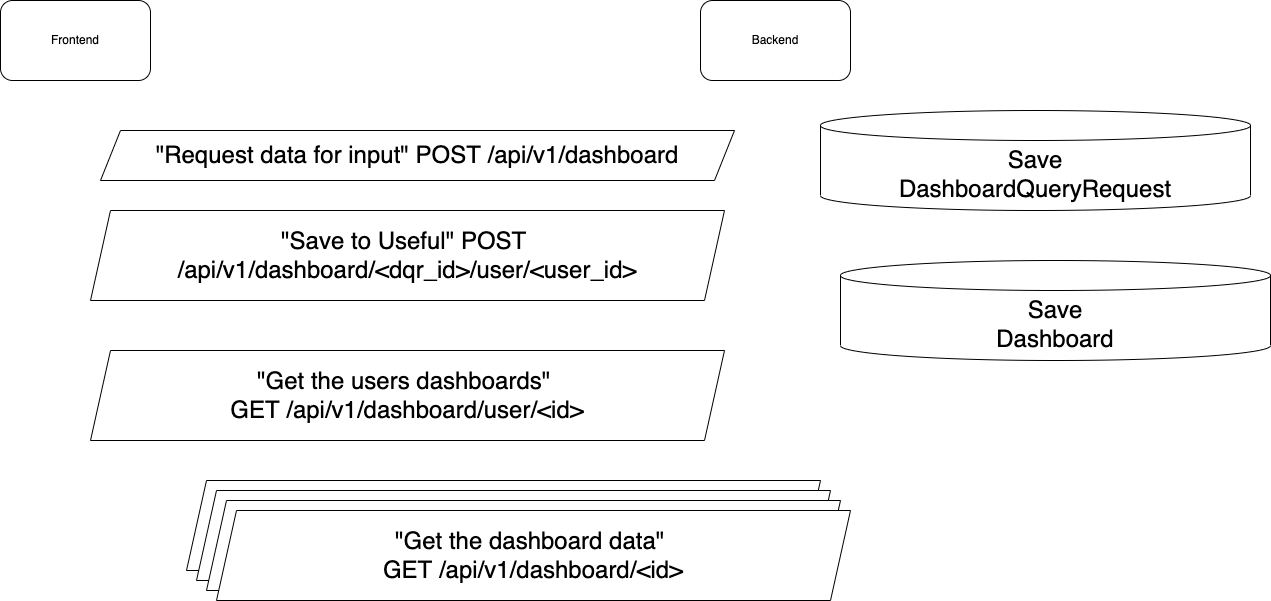 Frontend
Backend
"Request data for input" POST /api/v1/dashboard
Save
DashboardQueryRequest
"Save to Useful" POST
/api/v1/dashboard/<dqr_id>/user/<user_id>
Save
Dashboard
"Get the users dashboards"
GET /api/v1/dashboard/user/<id>
"Get the dashboard data"
GET /api/v1/dashboard/<id>